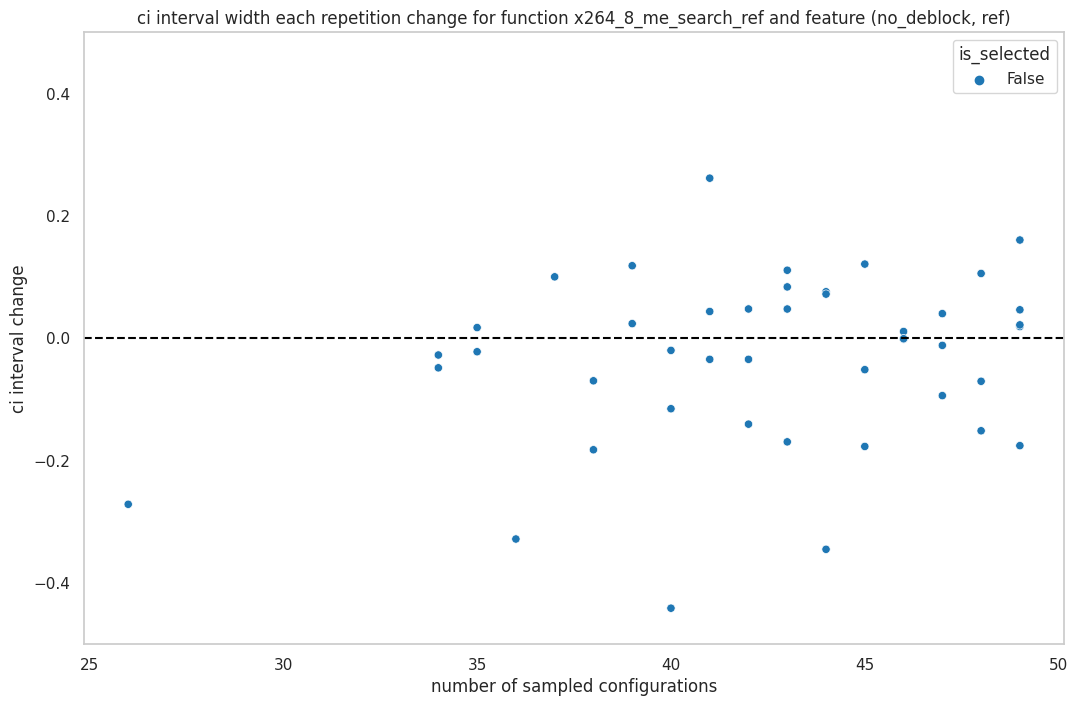 ci interval width each repetition change for function x264_8_me_search_ref and feature (no_deblock, ref)
is_selected
False
0.4
0.2
0.0
−0.2
−0.4
ci interval change
25
30
35
40
45
50
number of sampled configurations